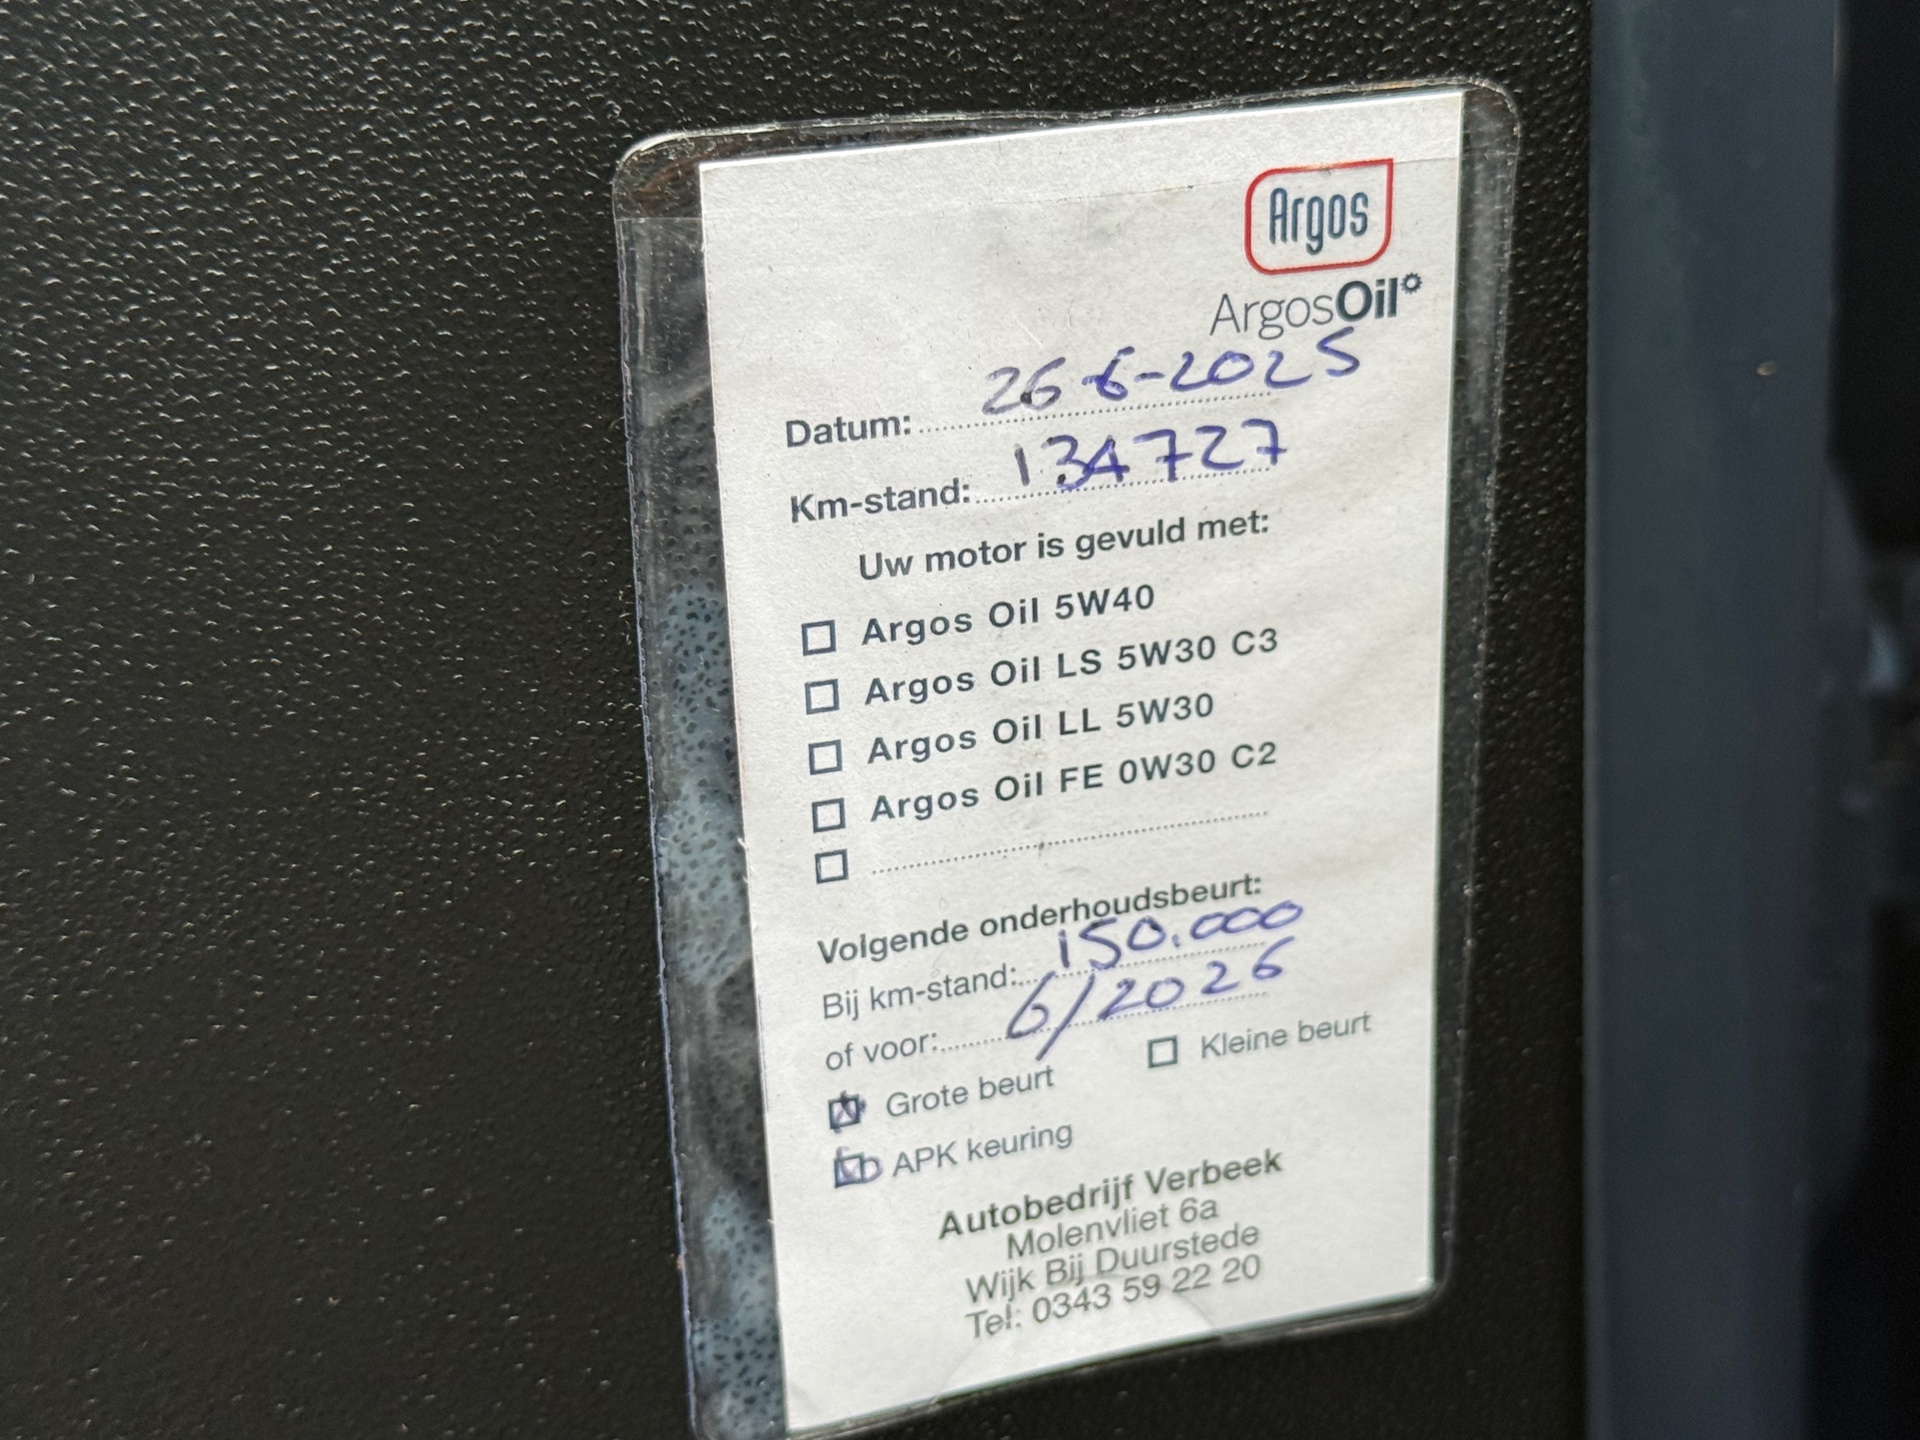 Argos
ArgosOil
Datum: 26-6-2025
Km-stand: 134727
Uw motor is gevuld met:
Argos Oil 5W40
Argos Oil LS 5W30 C3
Argos Oil LL 5W30
Argos Oil FE 0W30 C2
Volgende onderhoudsbeurt:
Bij km-stand: 150.000
of voor: 6/2026
Grote beurt Kleine beurt
APK keuring
Autobedrijf Verbeek
Molenvliet 6a
Wijk Bij Duurstede
Tel: 0343 59 22 20